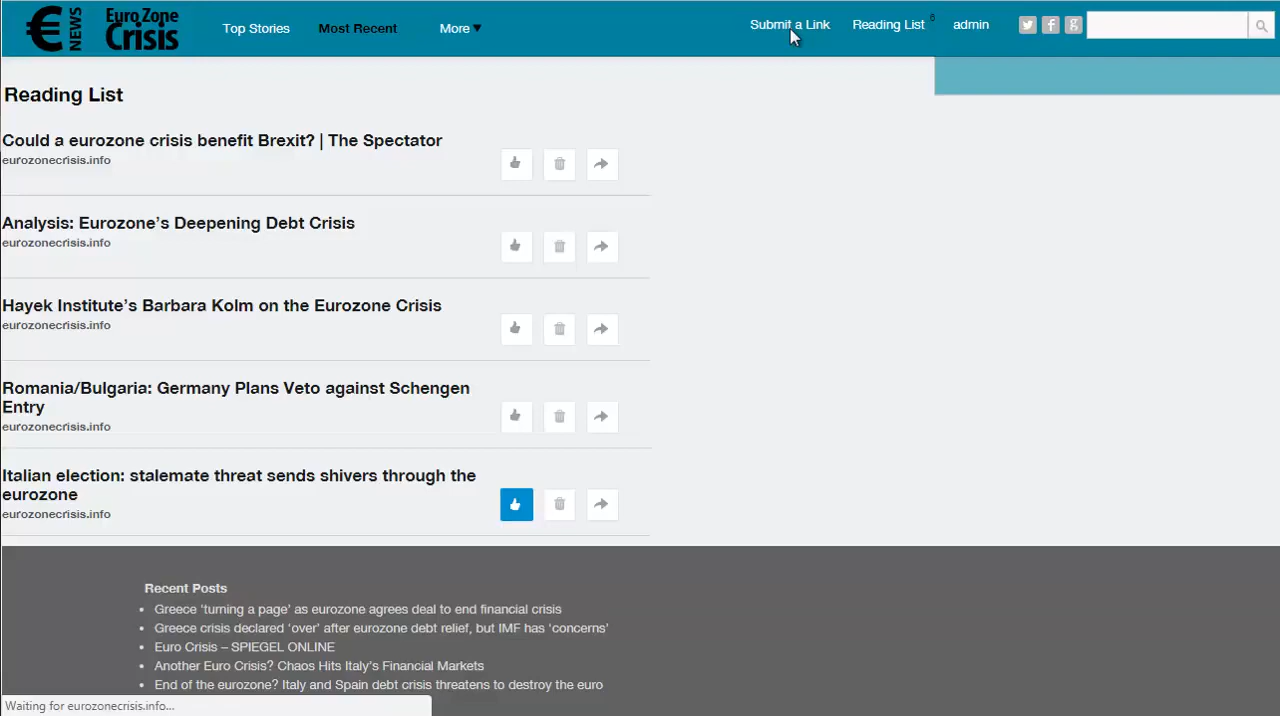 € NEWS
Euro Zone
Crisis
Top Stories
Most Recent
More ▾
Submit a Link
Reading List
admin
Reading List
Could a eurozone crisis benefit Brexit? | The Spectator
eurozonecrisis.info
Analysis: Eurozone’s Deepening Debt Crisis
eurozonecrisis.info
Hayek Institute’s Barbara Kolm on the Eurozone Crisis
eurozonecrisis.info
Romania/Bulgaria: Germany Plans Veto against Schengen
Entry
eurozonecrisis.info
Italian election: stalemate threat sends shivers through the
eurozone
eurozonecrisis.info
Recent Posts
Greece ‘turning a page’ as eurozone agrees deal to end financial crisis
Greece crisis declared ‘over’ after eurozone debt relief, but IMF has ‘concerns’
Euro Crisis – SPIEGEL ONLINE
Another Euro Crisis? Chaos Hits Italy’s Financial Markets
End of the eurozone? Italy and Spain debt crisis threatens to destroy the euro
Waiting for eurozonecrisis.info...